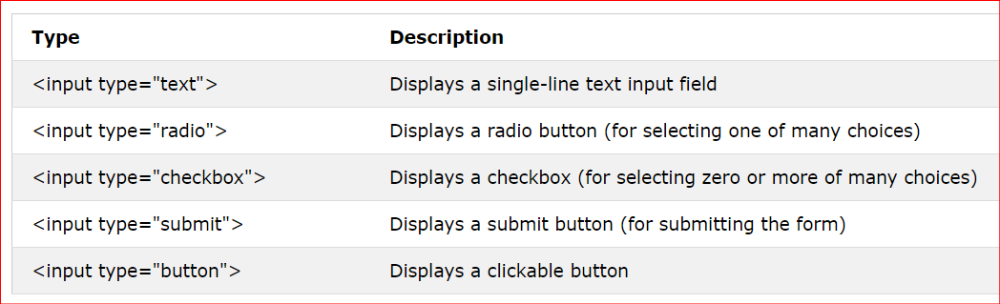 Type Description
<input type="text"> Displays a single-line text input field
<input type="radio"> Displays a radio button (for selecting one of many choices)
<input type="checkbox"> Displays a checkbox (for selecting zero or more of many choices)
<input type="submit"> Displays a submit button (for submitting the form)
<input type="button"> Displays a clickable button